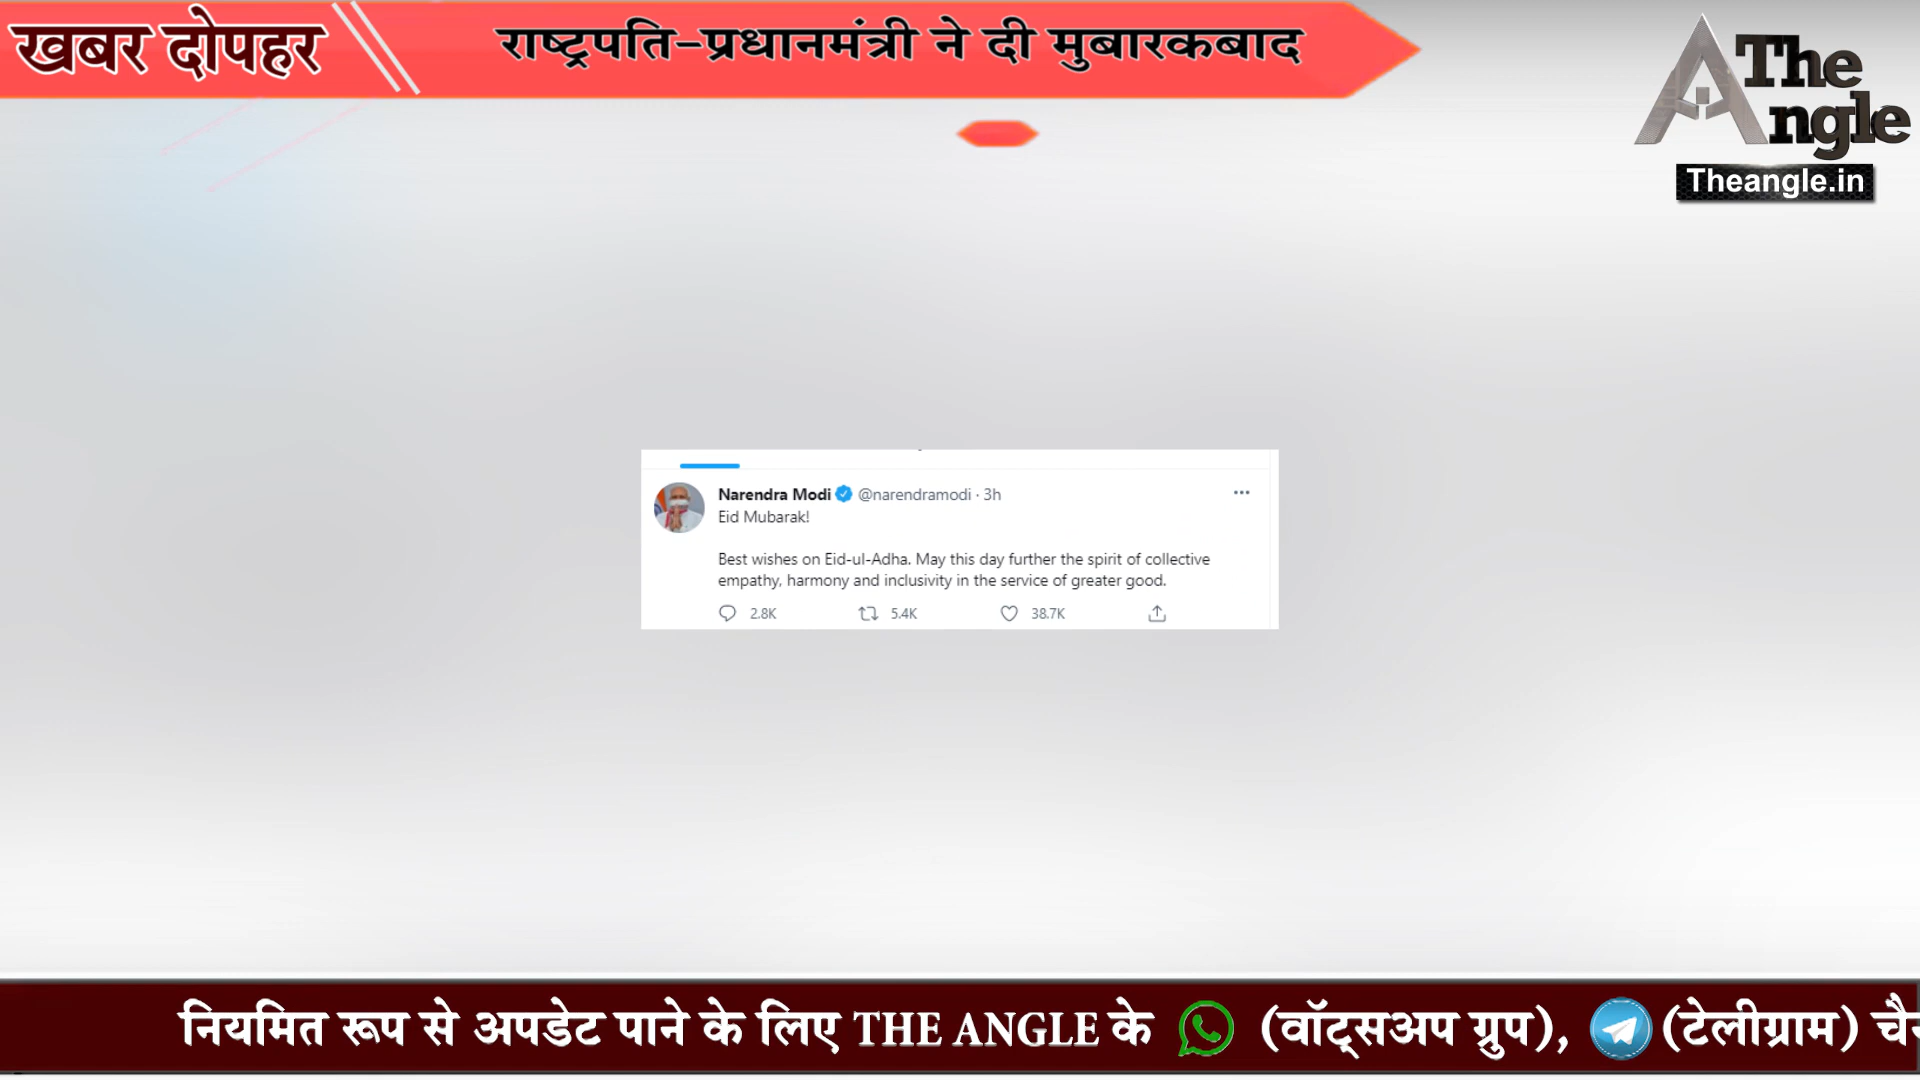 खबर दोपहर
राष्ट्रपति-प्रधानमंत्री ने दी मुबारकबाद
The
Angle
Theangle.in
Narendra Modi @narendramodi · 3h
Eid Mubarak!
Best wishes on Eid-ul-Adha. May this day further the spirit of collective
empathy, harmony and inclusivity in the service of greater good.
2.8K 5.4K 38.7K
नियमित रूप से अपडेट पाने के लिए THE ANGLE के (वॉट्सअप ग्रुप), (टेलीग्राम)